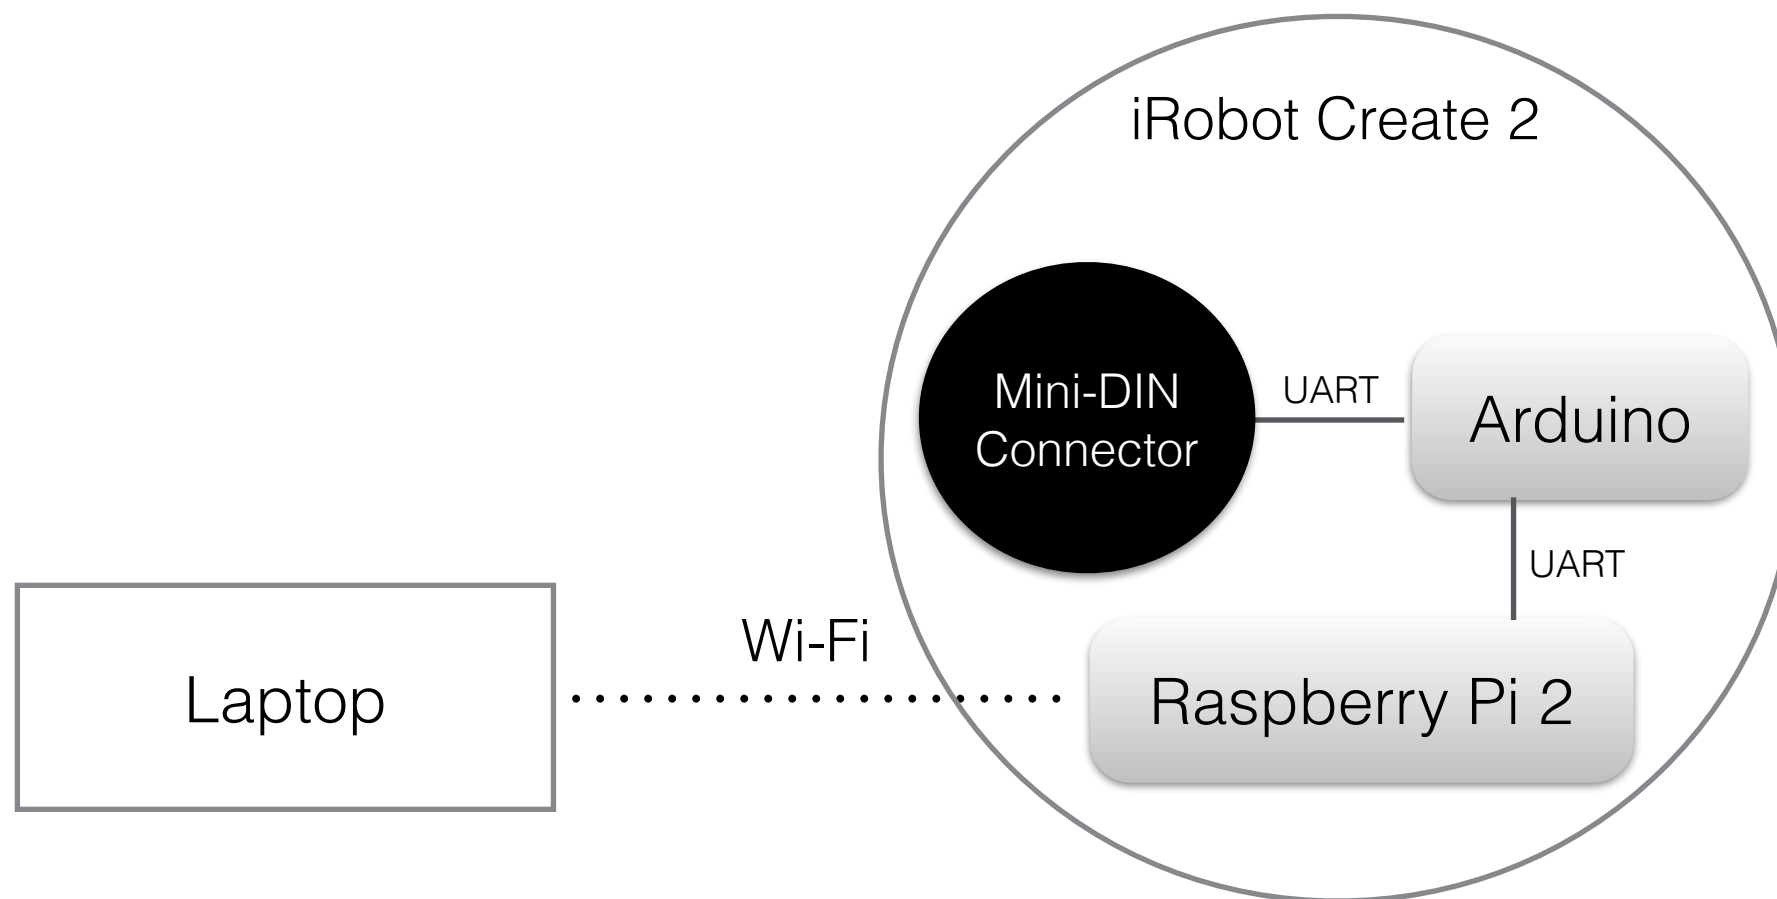 iRobot Create 2
Mini-DIN
Connector
UART
Arduino
UART
Wi-Fi
Laptop
Raspberry Pi 2